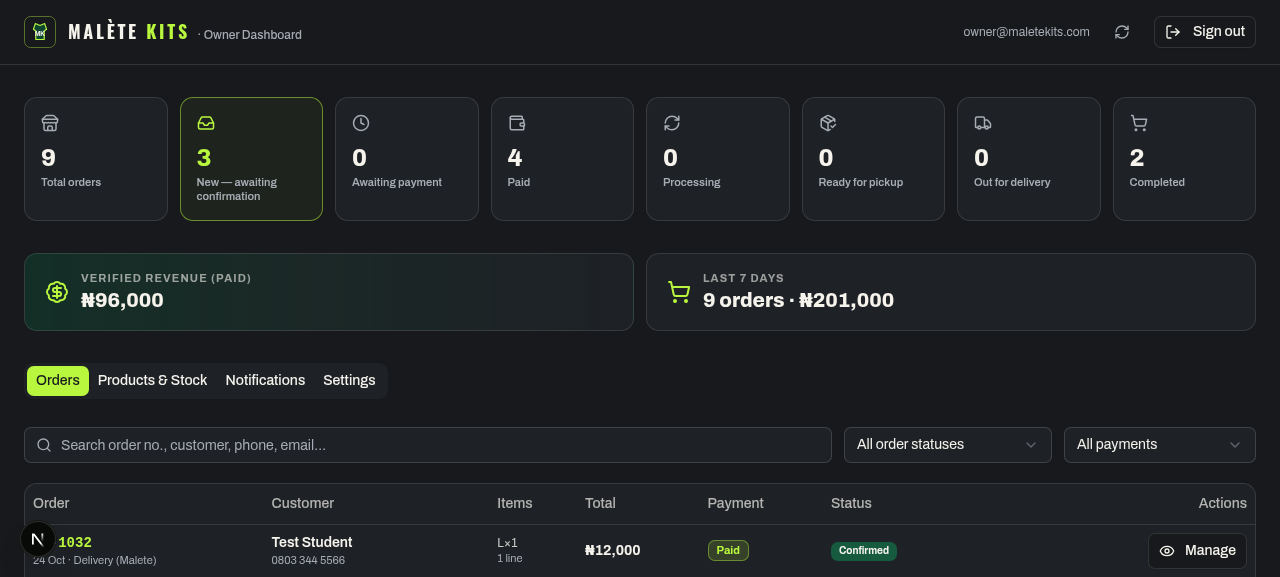 MK
MALÈTE KITS · Owner Dashboard
owner@maletekits.com
Sign out
9
Total orders
3
New — awaiting
confirmation
0
Awaiting payment
4
Paid
0
Processing
0
Ready for pickup
0
Out for delivery
2
Completed
VERIFIED REVENUE (PAID)
₦96,000
LAST 7 DAYS
9 orders · ₦201,000
Orders Products & Stock Notifications Settings
Search order no., customer, phone, email...
All order statuses
All payments
Order Customer Items Total Payment Status Actions
N
1032
24 Oct · Delivery (Malete)
Test Student
0803 344 5566
L×1
1 line
₦12,000
Paid
Confirmed
Manage